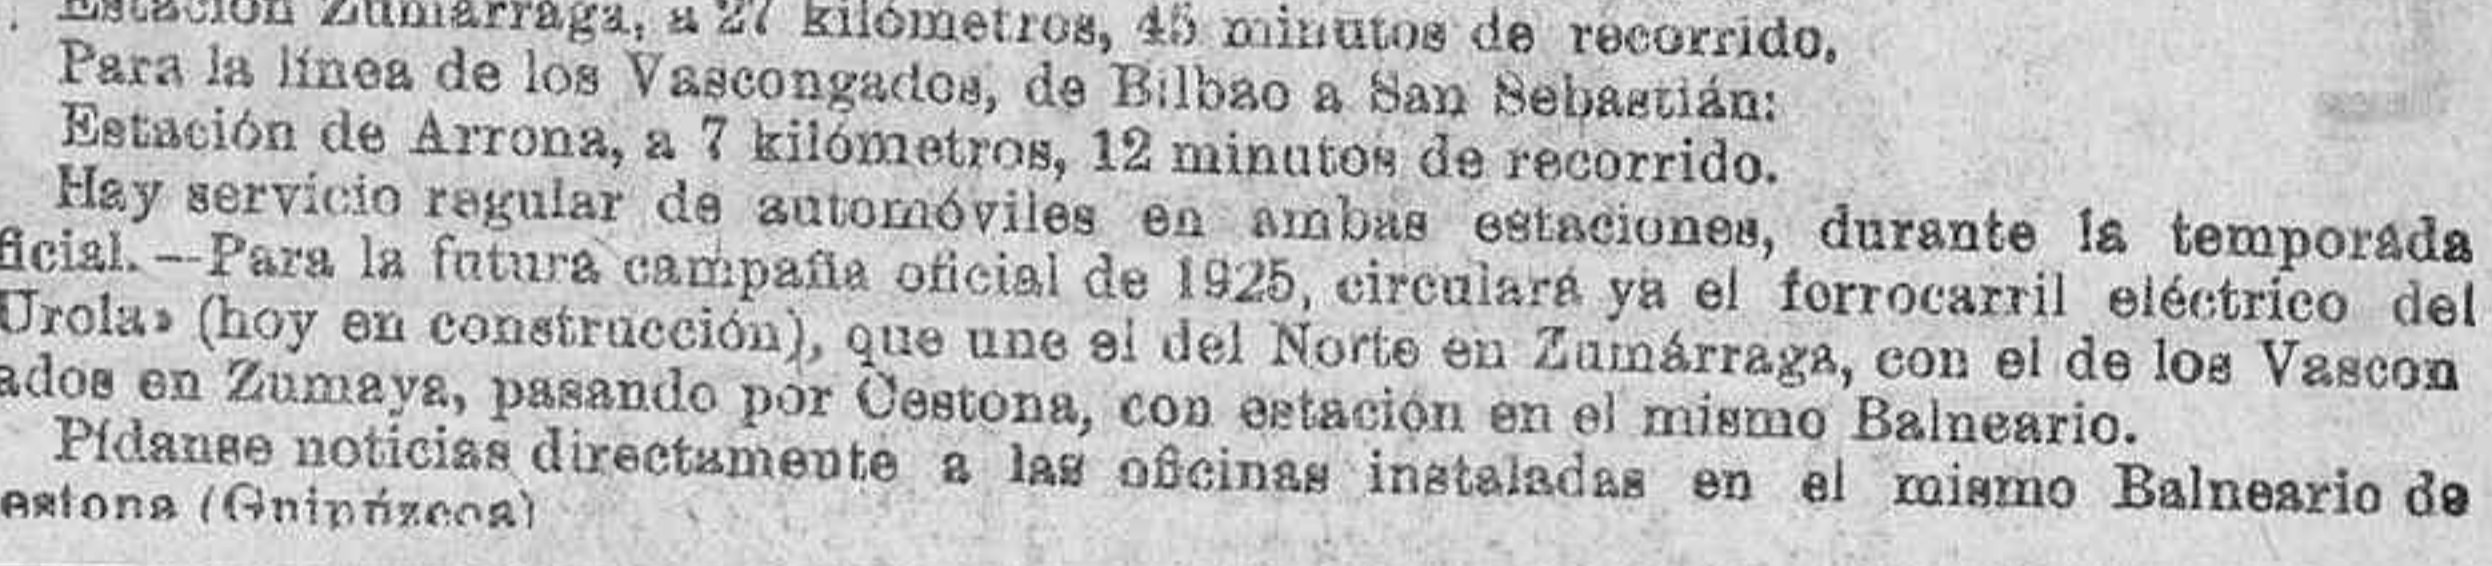 Estación Zumárraga, a 27 kilómetros, 45 minutos de recorrido.
Para la línea de los Vascongados, de Bilbao a San Sebastián:
Estación de Arrona, a 7 kilómetros, 12 minutos de recorrido.
Hay servicio regular de automóviles en ambas estaciones, durante la temporada
ficial.—Para la futura campaña oficial de 1925, circulará ya el forrocarril eléctrico del
Urola» (hoy en construcción), que une el del Norte en Zumárraga, con el de los Vascon
ados en Zumaya, pasando por Cestona, con estación en el mismo Balneario.
Pídanse noticias directamente a las oficinas instaladas en el mismo Balneario de
estona (Guipúzcoa)